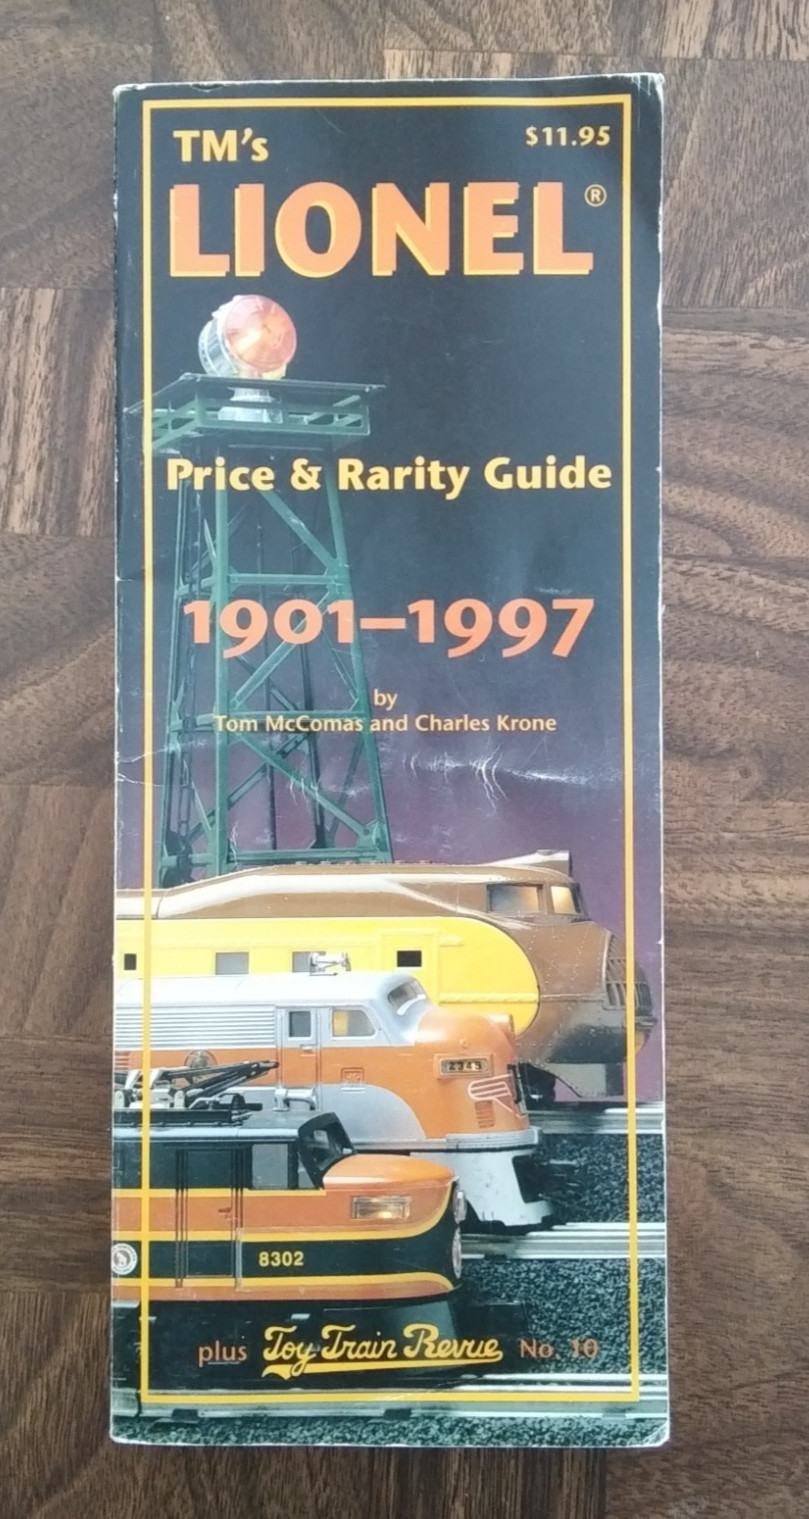 TM's
$11.95
LIONEL®
Price & Rarity Guide
1901–1997
by
Tom McComas and Charles Krone
8302
plus Toy Train Revue No. 10